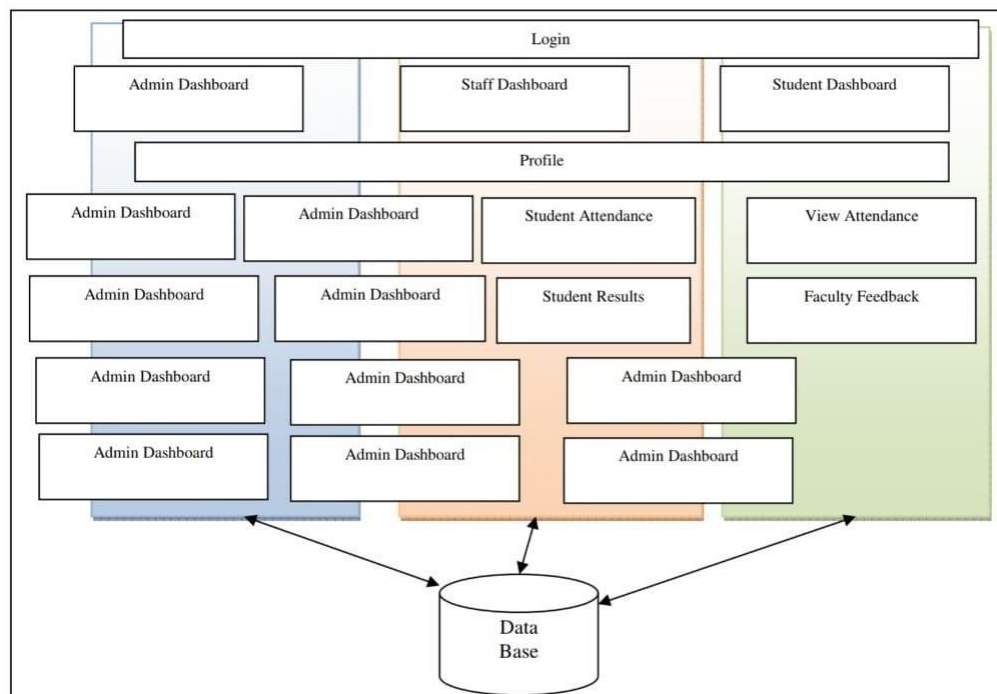 Login
Admin Dashboard
Staff Dashboard
Student Dashboard
Profile
Admin Dashboard
Admin Dashboard
Student Attendance
View Attendance
Admin Dashboard
Admin Dashboard
Student Results
Faculty Feedback
Admin Dashboard
Admin Dashboard
Admin Dashboard
Admin Dashboard
Admin Dashboard
Admin Dashboard
Data
Base